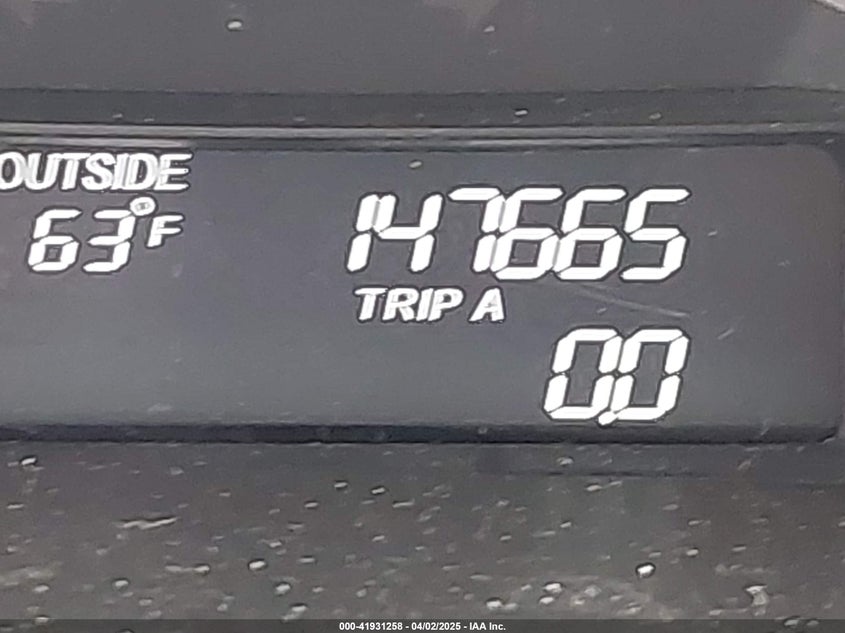 OUTSIDE
63°F
147665
TRIP A
0.0
000-41931258 - 04/02/2025 - IAA Inc.